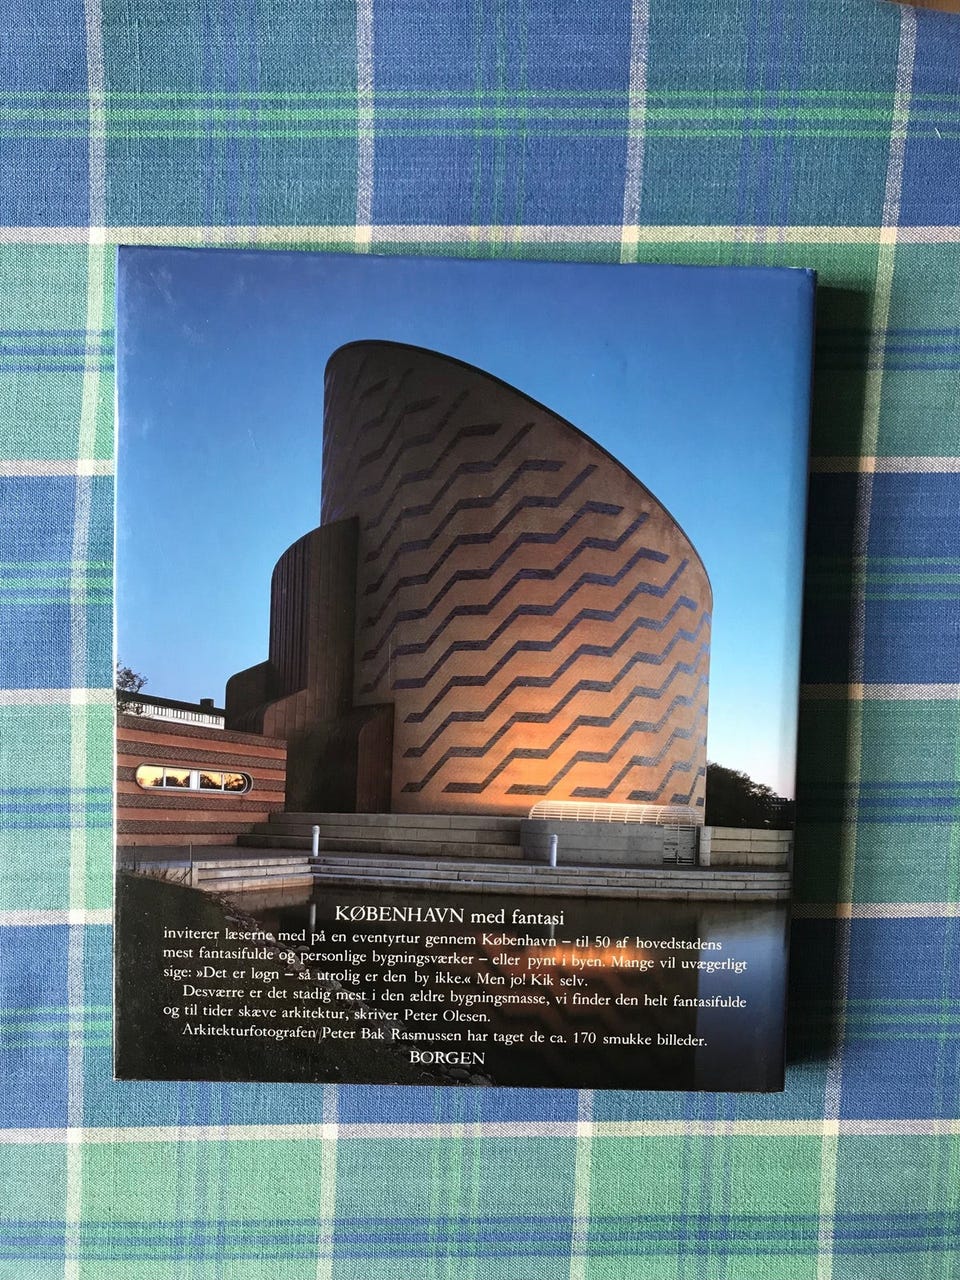 KØBENHAVN med fantasi
inviterer læserne med på en eventyrtur gennem København – til 50 af hovedstadens
mest fantasifulde og personlige bygningsværker – eller pynt i byen. Mange vil uvægerligt
sige: »Det er løgn – så utrolig er den by ikke.« Men jo! Kik selv.
Desværre er det stadig mest i den ældre bygningsmasse, vi finder den helt fantasifulde
og til tider skæve arkitektur, skriver Peter Olesen.
Arkitekturfotografen Peter Bak Rasmussen har taget de ca. 170 smukke billeder.
BORGEN